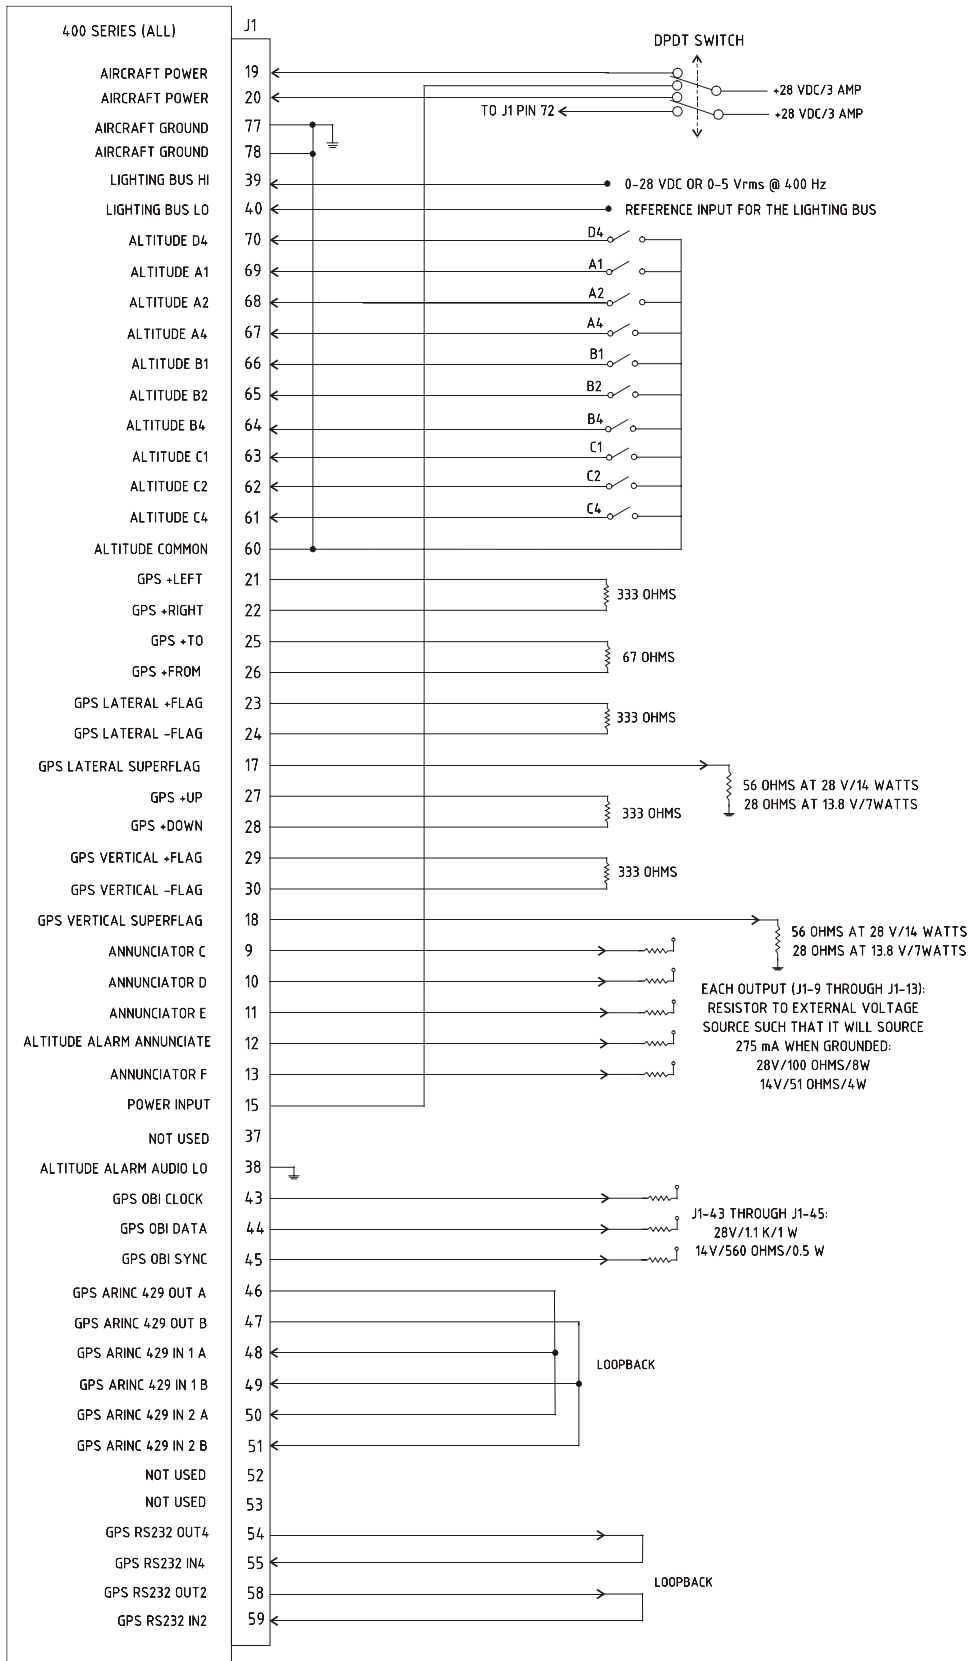 400 SERIES (ALL)
J1
DPDT SWITCH
AIRCRAFT POWER 19
+28 VDC/3 AMP
AIRCRAFT POWER 20
TO J1 PIN 72
+28 VDC/3 AMP
AIRCRAFT GROUND 77
AIRCRAFT GROUND 78
LIGHTING BUS HI 39 0-28 VDC OR 0-5 Vrms @ 400 Hz
LIGHTING BUS LO 40 REFERENCE INPUT FOR THE LIGHTING BUS
ALTITUDE D4 70 D4
ALTITUDE A1 69 A1
ALTITUDE A2 68 A2
ALTITUDE A4 67 A4
ALTITUDE B1 66 B1
ALTITUDE B2 65 B2
ALTITUDE B4 64 B4
ALTITUDE C1 63 C1
ALTITUDE C2 62 C2
ALTITUDE C4 61 C4
ALTITUDE COMMON 60
GPS +LEFT 21
333 OHMS
GPS +RIGHT 22
GPS +TO 25
67 OHMS
GPS +FROM 26
GPS LATERAL +FLAG 23
333 OHMS
GPS LATERAL -FLAG 24
GPS LATERAL SUPERFLAG 17
56 OHMS AT 28 V/14 WATTS
28 OHMS AT 13.8 V/7WATTS
GPS +UP 27
333 OHMS
GPS +DOWN 28
GPS VERTICAL +FLAG 29
333 OHMS
GPS VERTICAL -FLAG 30
GPS VERTICAL SUPERFLAG 18
56 OHMS AT 28 V/14 WATTS
28 OHMS AT 13.8 V/7WATTS
ANNUNCIATOR C 9
ANNUNCIATOR D 10
ANNUNCIATOR E 11
ALTITUDE ALARM ANNUNCIATE 12
ANNUNCIATOR F 13
EACH OUTPUT (J1-9 THROUGH J1-13):
RESISTOR TO EXTERNAL VOLTAGE
SOURCE SUCH THAT IT WILL SOURCE
275 mA WHEN GROUNDED:
28V/100 OHMS/8W
14V/51 OHMS/4W
POWER INPUT 15
NOT USED 37
ALTITUDE ALARM AUDIO LO 38
GPS OBI CLOCK 43
GPS OBI DATA 44
GPS OBI SYNC 45
J1-43 THROUGH J1-45:
28V/1.1 K/1 W
14V/560 OHMS/0.5 W
GPS ARINC 429 OUT A 46
GPS ARINC 429 OUT B 47
GPS ARINC 429 IN 1 A 48
LOOPBACK
GPS ARINC 429 IN 1 B 49
GPS ARINC 429 IN 2 A 50
GPS ARINC 429 IN 2 B 51
NOT USED 52
NOT USED 53
GPS RS232 OUT4 54
GPS RS232 IN4 55
LOOPBACK
GPS RS232 OUT2 58
GPS RS232 IN2 59